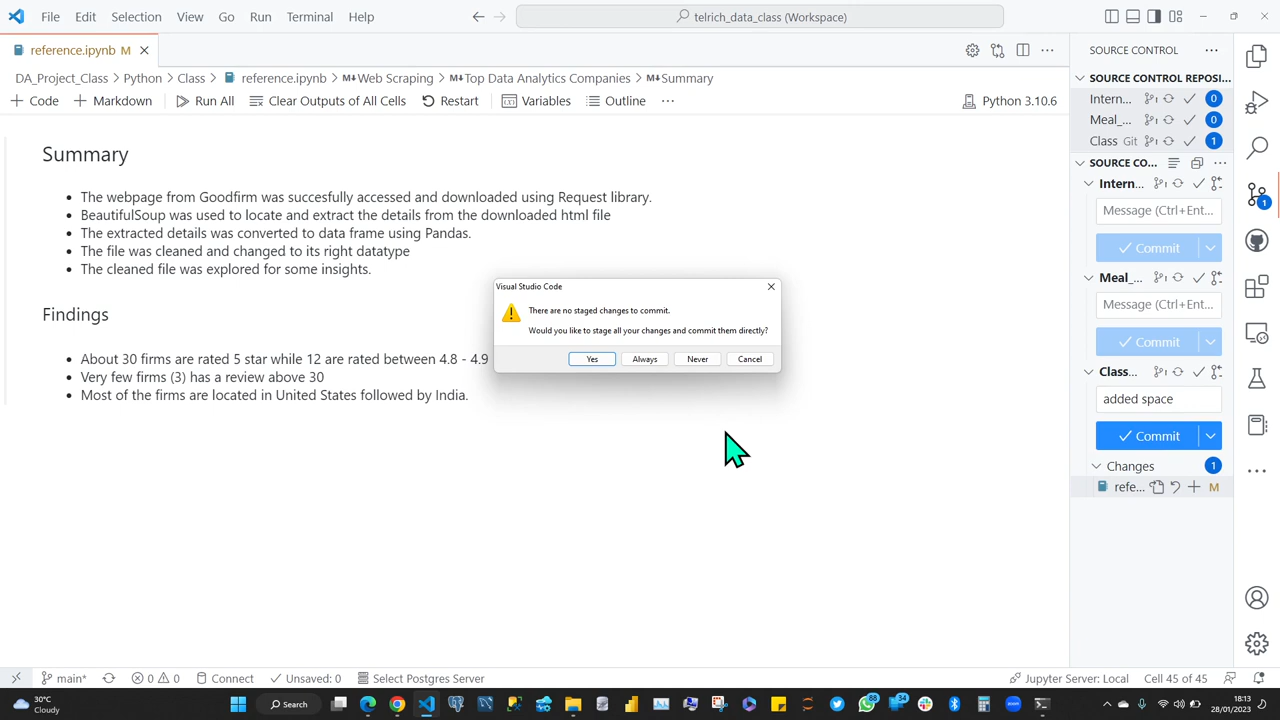 File Edit Selection View Go Run Terminal Help
telrich_data_class (Workspace)
reference.ipynb M
SOURCE CONTROL
DA_Project_Class > Python > Class > reference.ipynb > M↓Web Scraping > M↓Top Data Analytics Companies > M↓Summary
SOURCE CONTROL REPOSI...
Code Markdown Run All Clear Outputs of All Cells Restart Variables Outline ... Python 3.10.6
Intern... 0
Meal_... 0
Class Git 1
Summary
SOURCE CO...
Intern...
The webpage from Goodfirm was succesfully accessed and downloaded using Request library.
Message (Ctrl+Ent...
BeautifulSoup was used to locate and extract the details from the downloaded html file
The extracted details was converted to data frame using Pandas.
Commit
The file was cleaned and changed to its right datatype
The cleaned file was explored for some insights.
Meal_...
Message (Ctrl+Ent...
Commit
Findings
Visual Studio Code
There are no staged changes to commit.
Would you like to stage all your changes and commit them directly?
Yes Always Never Cancel
About 30 firms are rated 5 star while 12 are rated between 4.8 - 4.9
Very few firms (3) has a review above 30
Most of the firms are located in United States followed by India.
Class...
added space
Commit
Changes 1
refe... M
1
main* 0 0 Connect Unsaved: 0 Select Postgres Server Jupyter Server: Local Cell 45 of 45
30°C
Cloudy
Search
88
34
18:13
28/01/2023